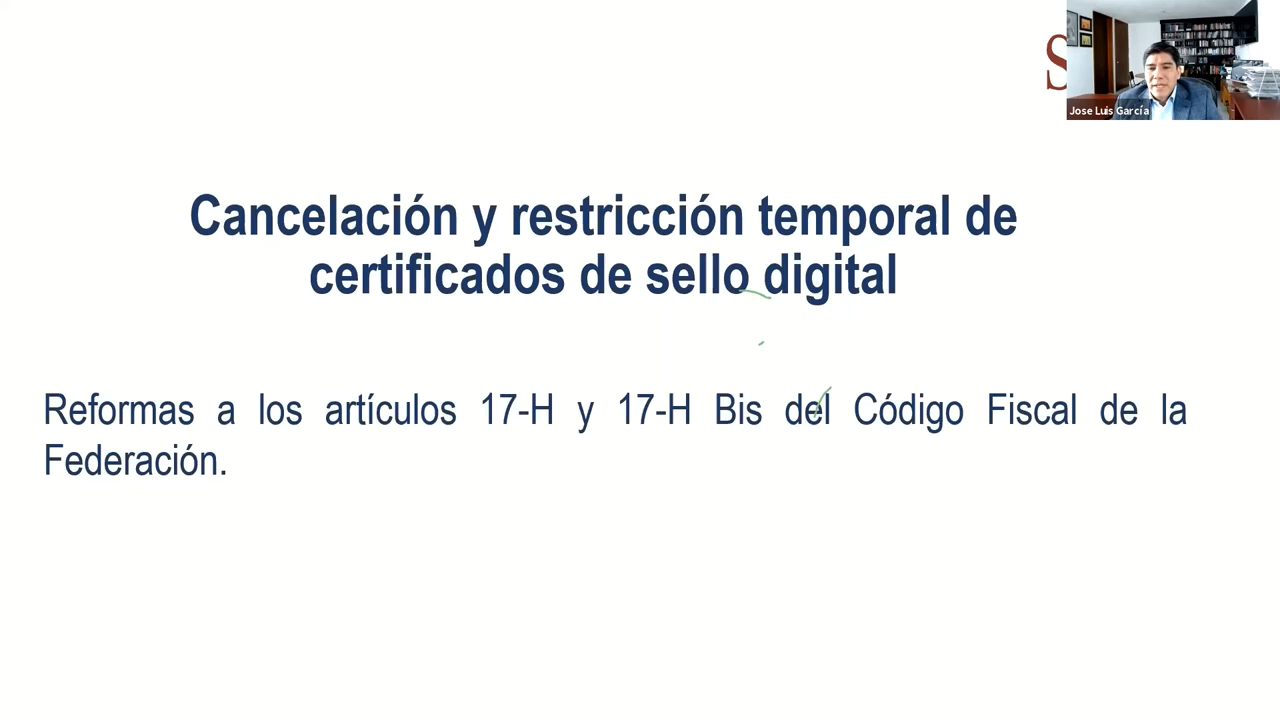 S
Jose Luis García
Cancelación y restricción temporal de
certificados de sello digital
Reformas a los artículos 17-H y 17-H Bis del Código Fiscal de la
Federación.